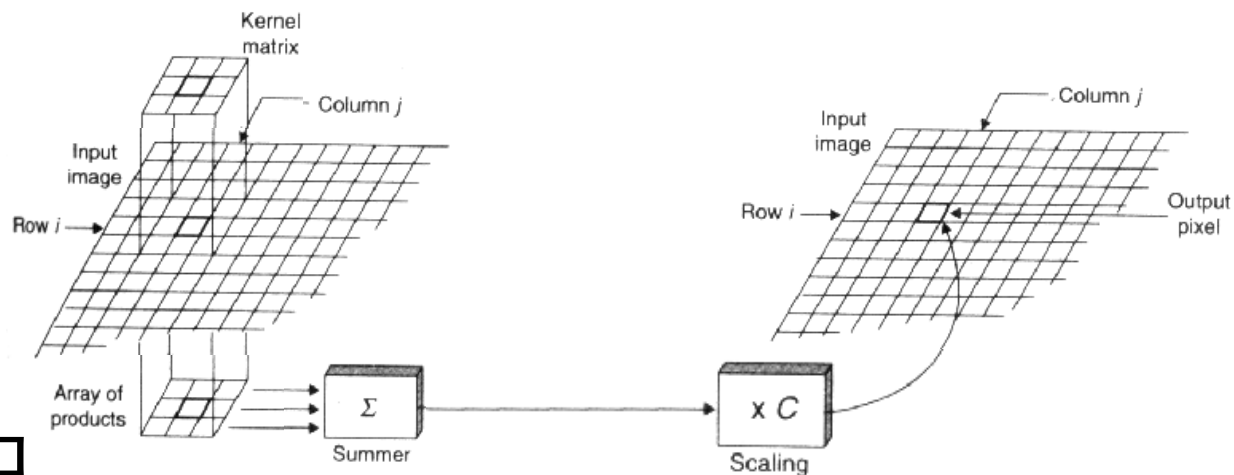 Kernel
matrix
Column j
Input
image
Row i
Array of
products
Σ
Summer
x C
Scaling
Column j
Input
image
Row i
Output
pixel